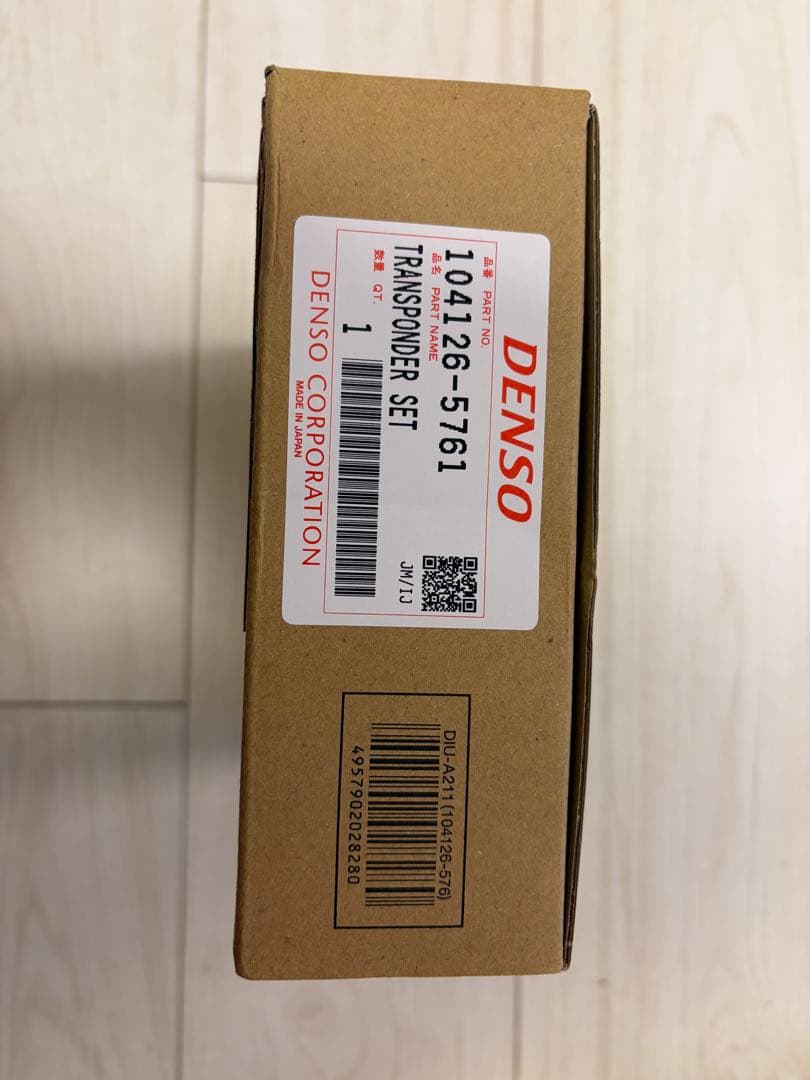 DENSO
品番 PART NO.
104126-5761
品名 PART NAME
TRANSPONDER SET
数量 QT.
1
JM/IJ
DENSO CORPORATION
MADE IN JAPAN
DIU-A211 (104126-576)
4957902028280